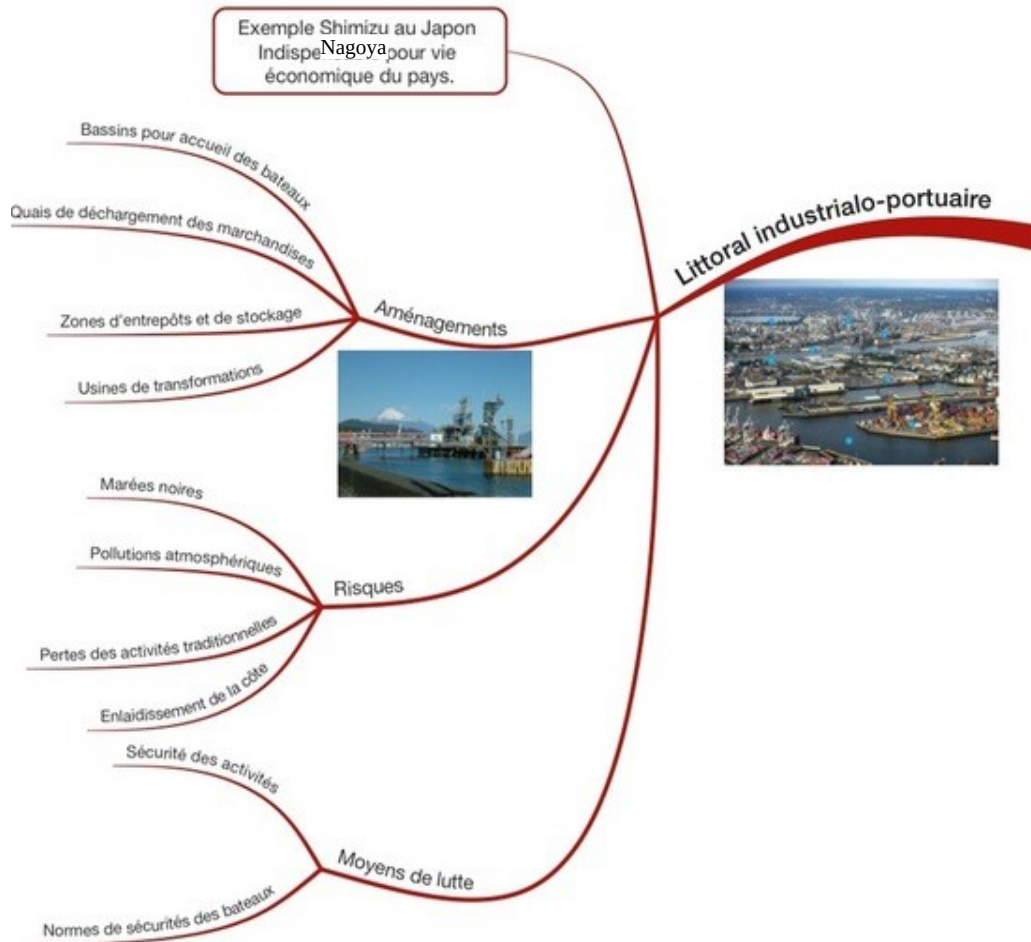 Exemple Shimizu au Japon
Indispe Nagoya pour vie
économique du pays.
Littoral industrialo-portuaire
Aménagements
Bassins pour accueil des bateaux
Quais de déchargement des marchandises
Zones d'entrepôts et de stockage
Usines de transformations
Risques
Marées noires
Pollutions atmosphériques
Pertes des activités traditionnelles
Enlaidissement de la côte
Moyens de lutte
Sécurité des activités
Normes de sécurités des bateaux